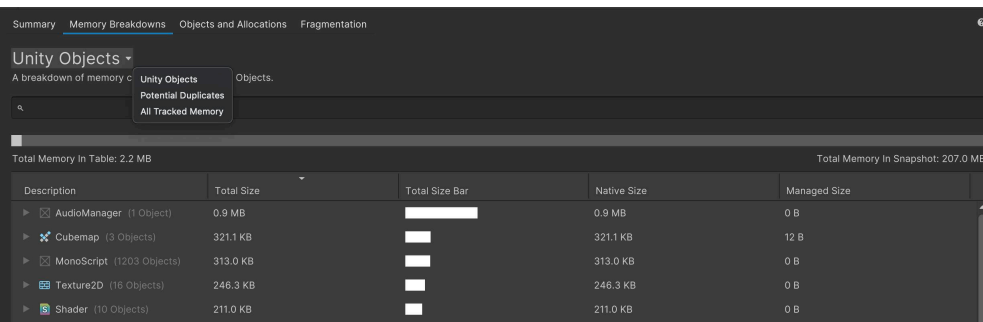 Summary Memory Breakdowns Objects and Allocations Fragmentation
Unity Objects
A breakdown of memory c Objects.
Unity Objects
Potential Duplicates
All Tracked Memory
Total Memory In Table: 2.2 MB Total Memory In Snapshot: 207.0 MB
Description Total Size Total Size Bar Native Size Managed Size
AudioManager (1 Object) 0.9 MB 0.9 MB 0 B
Cubemap (3 Objects) 321.1 KB 321.1 KB 12 B
MonoScript (1203 Objects) 313.0 KB 313.0 KB 0 B
Texture2D (16 Objects) 246.3 KB 246.3 KB 0 B
Shader (10 Objects) 211.0 KB 211.0 KB 0 B